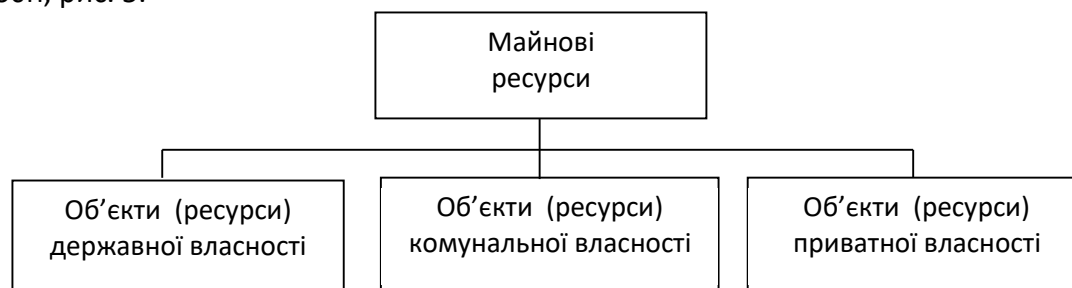 рис. 3.
Майнові
ресурси
Об’єкти (ресурси)
державної власності
Об’єкти (ресурси)
комунальної власності
Об’єкти (ресурси)
приватної власності